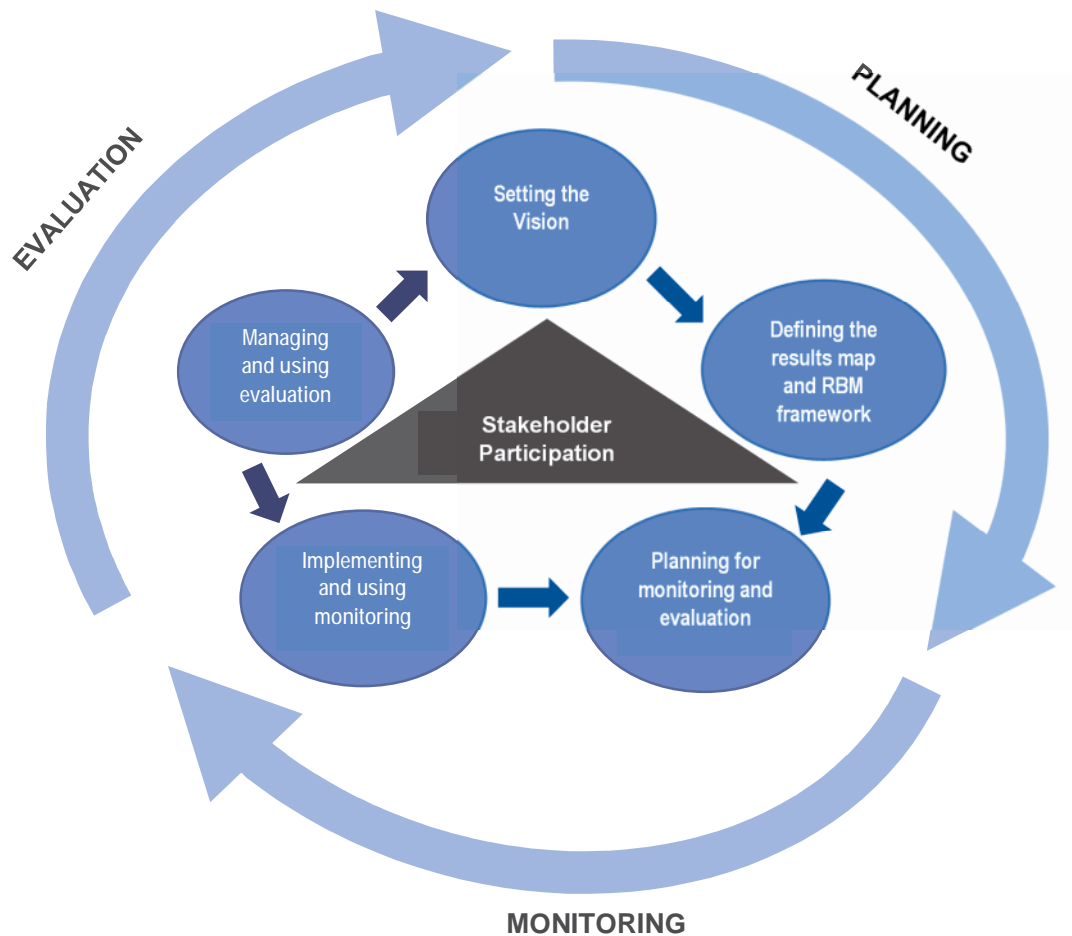 EVALUATION
PLANNING
Setting the
Vision
Managing
and using
evaluation
Defining the
results map
and RBM
framework
Stakeholder
Participation
Implementing
and using
monitoring
Planning for
monitoring and
evaluation
MONITORING